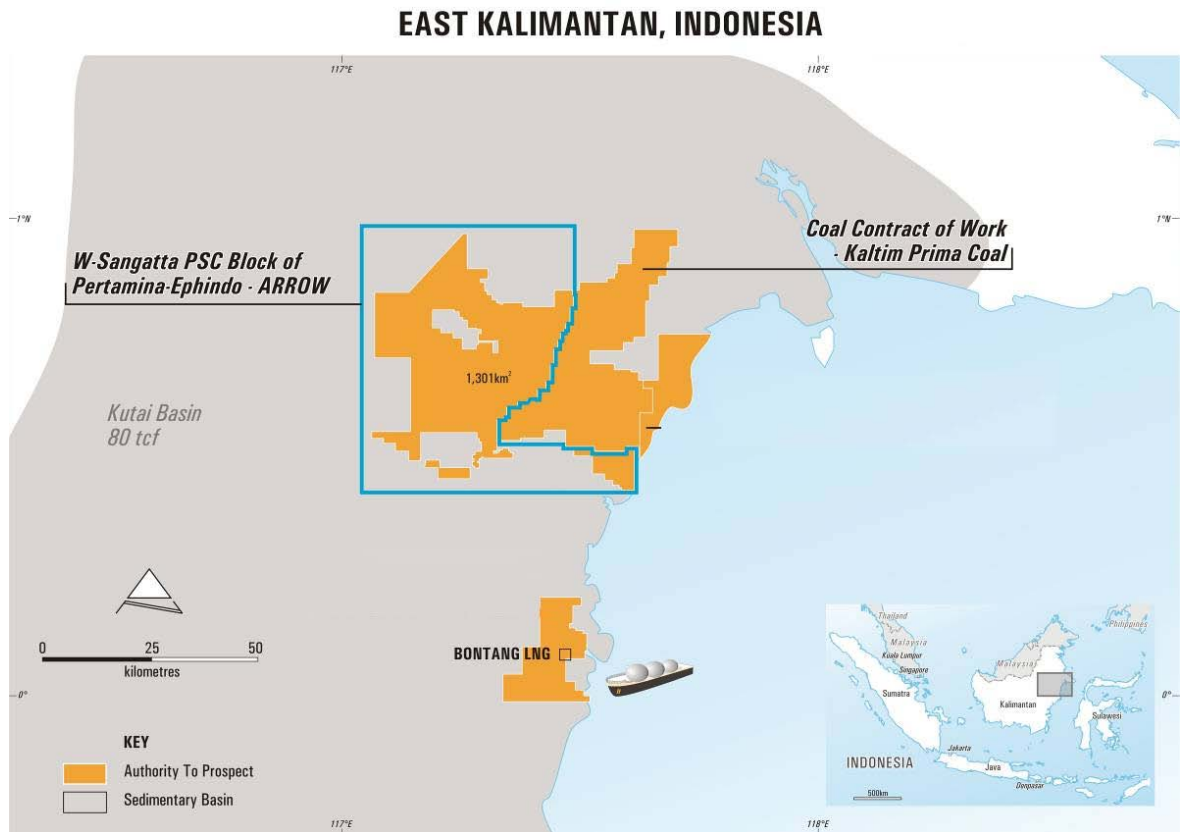 EAST KALIMANTAN, INDONESIA
117°E
118°E
1°N
1°N
W-Sangatta PSC Block of
Pertamina-Ephindo - ARROW
Coal Contract of Work
- Kaltim Prima Coal
1,301km²
Kutai Basin
80 tcf
0
25
50
kilometres
BONTANG LNG
0°
0°
KEY
Authority To Prospect
Sedimentary Basin
117°E
118°E
Thailand
Philippines
Malaysia
Kuala Lumpur
Singapore
Malaysia
Sumatra
Kalimantan
Sulawesi
Jakarta
INDONESIA
Java
Denpasar
500km